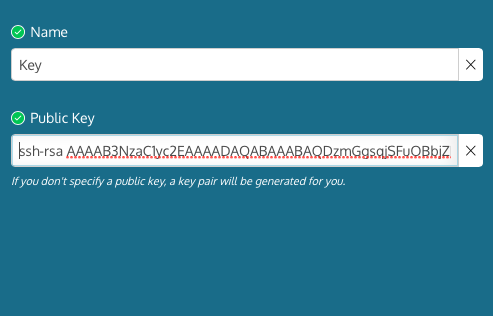 Name
Key
Public Key
ssh-rsa AAAAB3NzaC1yc2EAAAADAQABAAABAQDzmGgsqjSFuOBbjZ
If you don't specify a public key, a key pair will be generated for you.